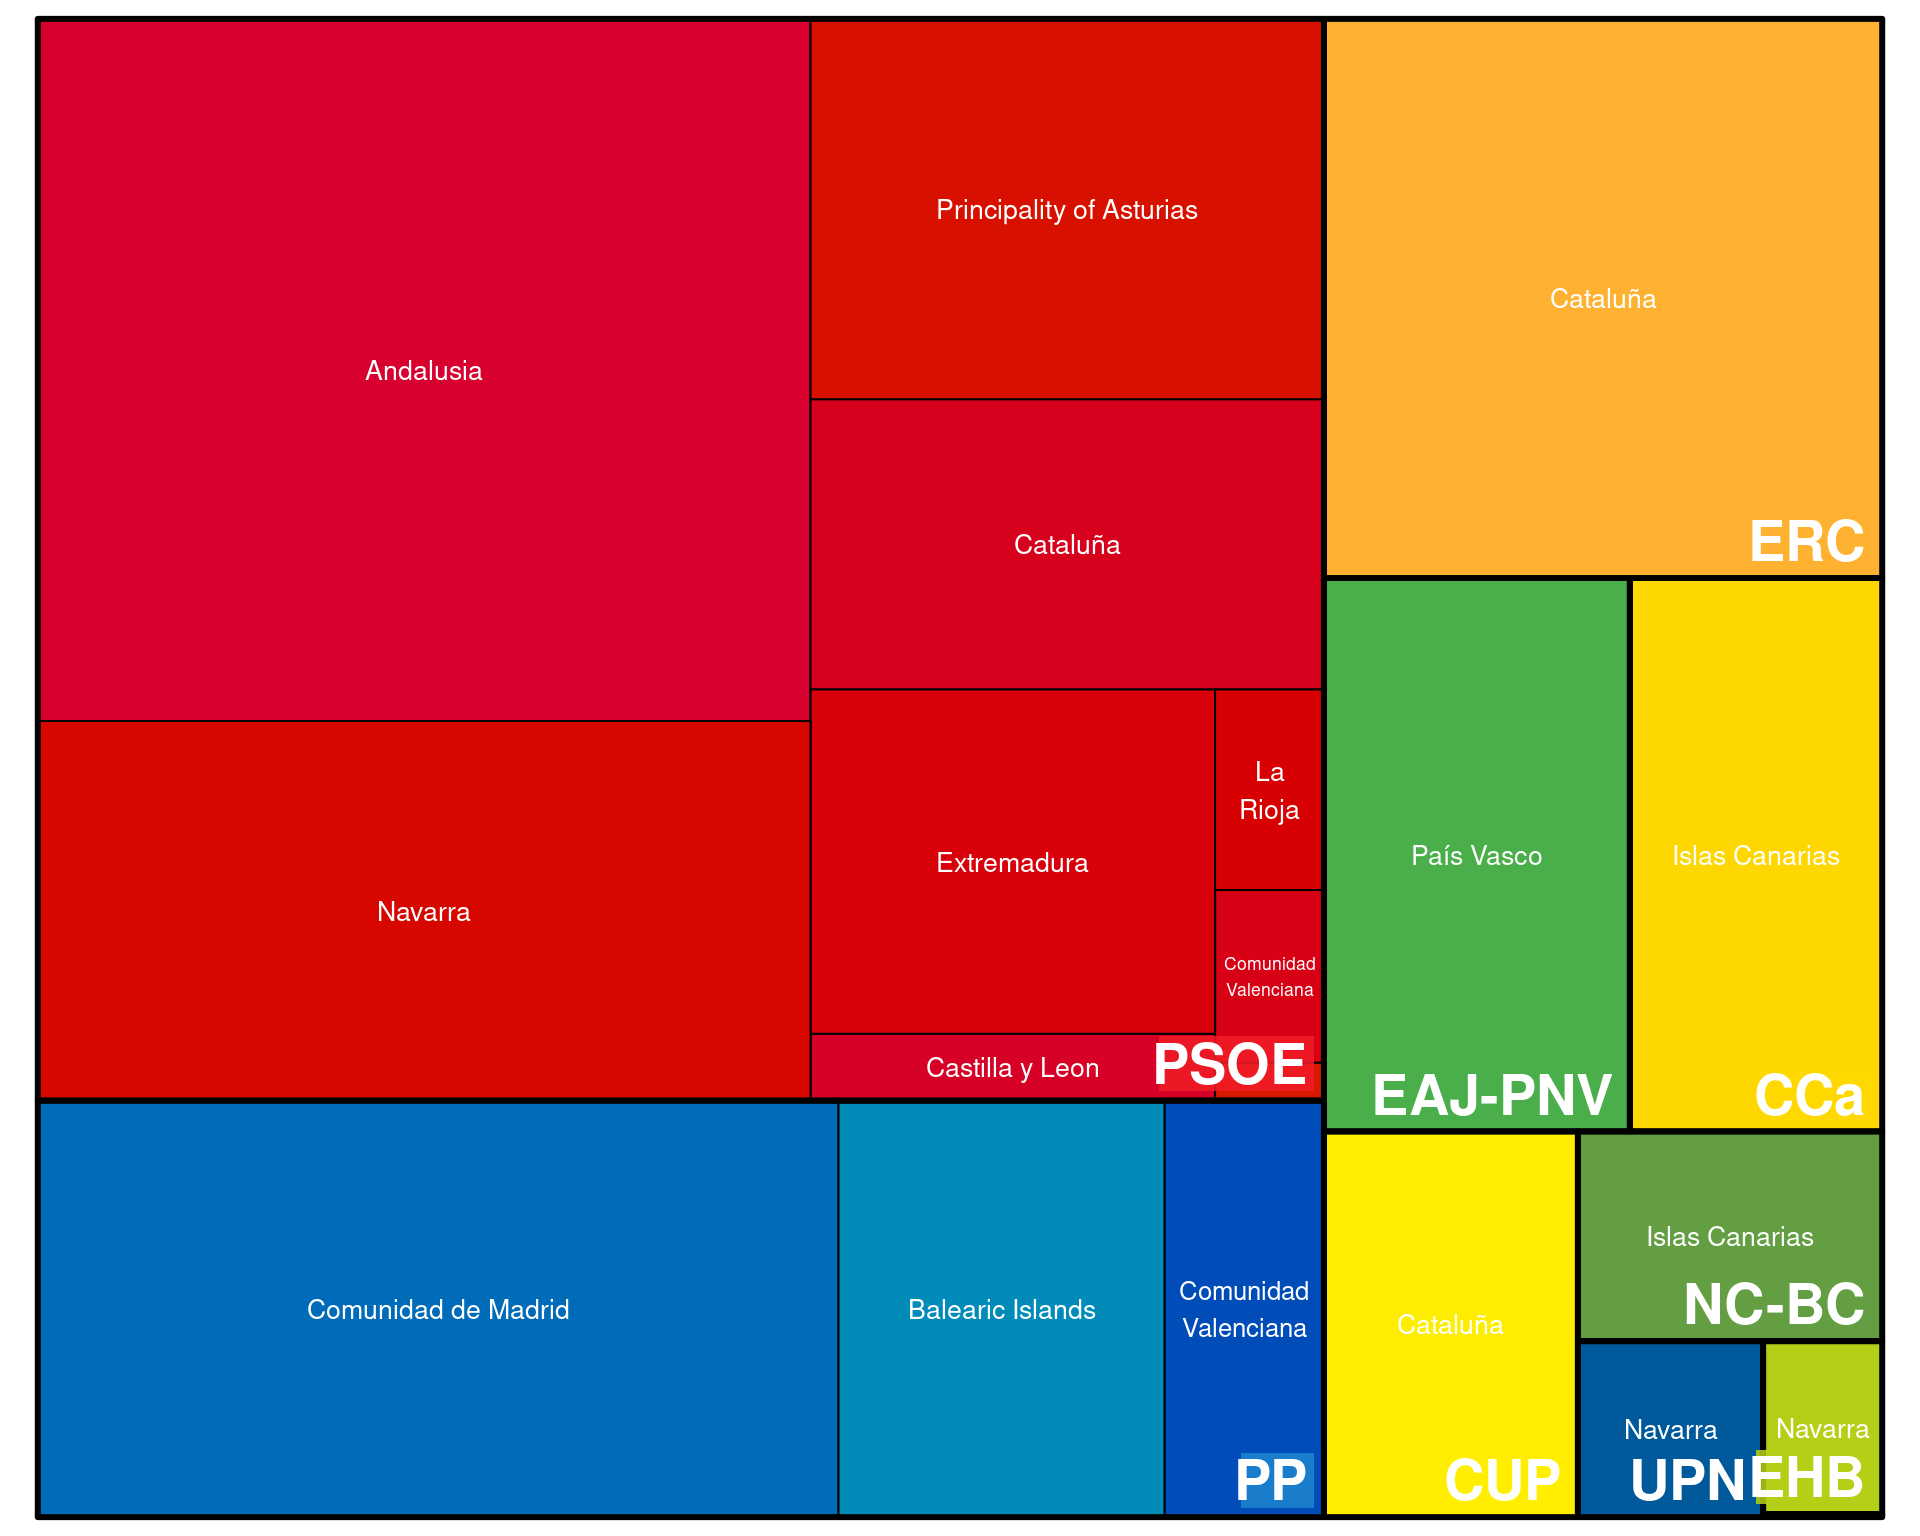 Andalusia
Navarra
Principality of Asturias
Cataluña
Extremadura
La
Rioja
Comunidad
Valenciana
Castilla y Leon
PSOE
Comunidad de Madrid
Balearic Islands
Comunidad
Valenciana
PP
Cataluña
ERC
País Vasco
EAJ-PNV
Islas Canarias
CCa
Cataluña
CUP
Islas Canarias
NC-BC
Navarra
UPN
Navarra
EHB